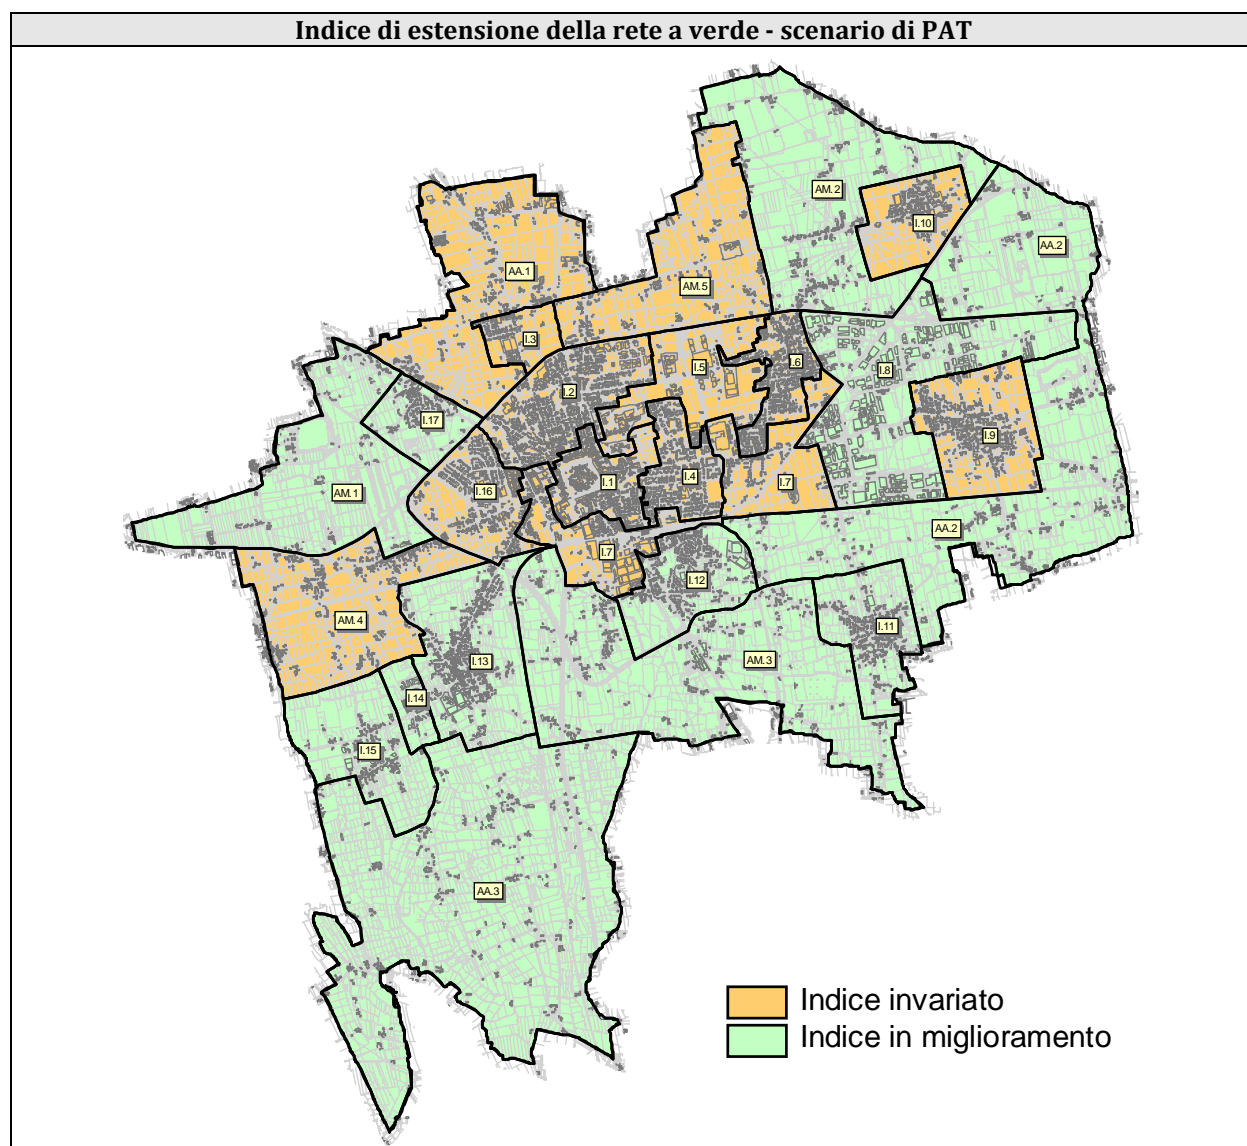 Indice di estensione della rete a verde - scenario di PAT
AM.2
I.10
AA.2
AA.1
AM.5
I.3
I.5
I.6
I.8
I.2
I.17
I.9
AM.1
I.16
I.1
I.4
I.7
AA.2
I.7
I.12
AM.4
I.11
I.13
AM.3
I.14
I.15
AA.3
Indice invariato
Indice in miglioramento